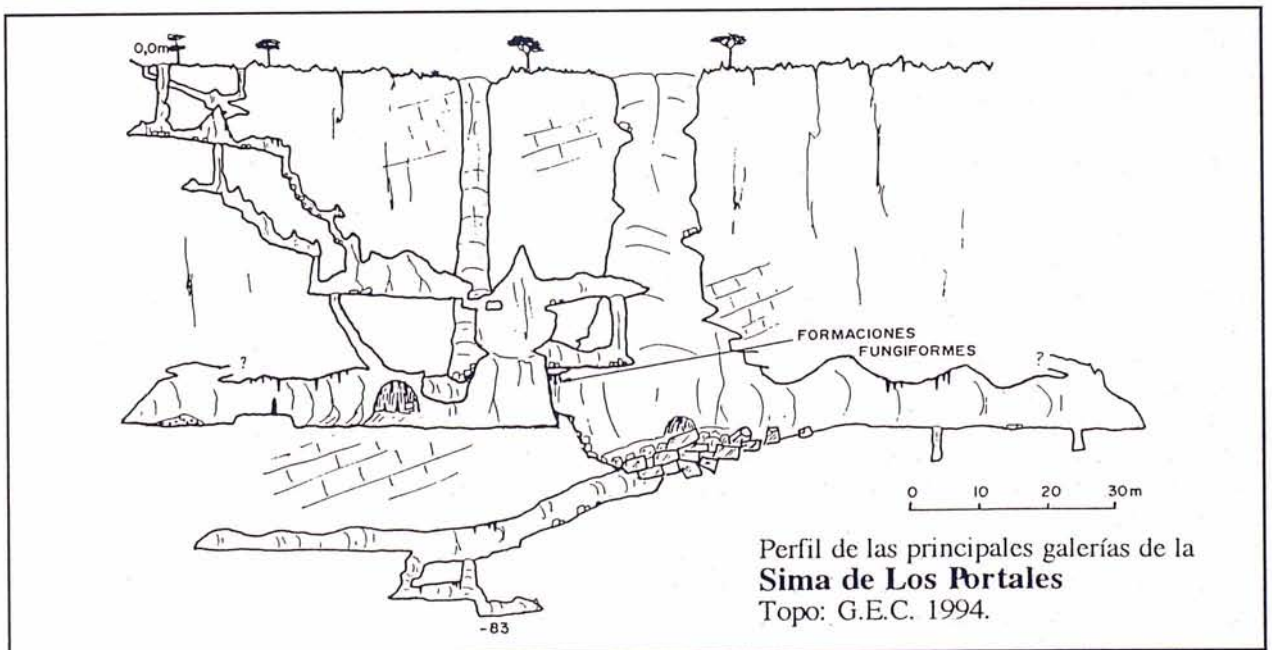 0,0m
FORMACIONES
FUNGIFORMES
?
?
0 10 20 30m
Perfil de las principales galerías de la
Sima de Los Portales
Topo: G.E.C. 1994.
-83